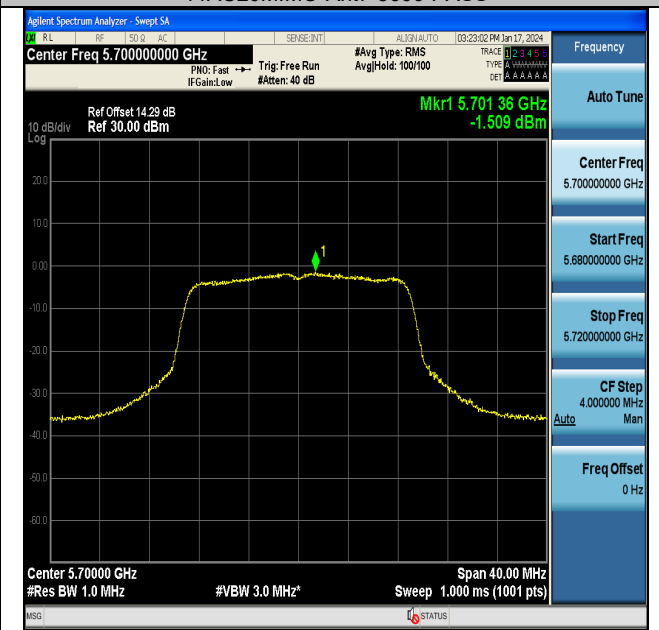 Agilent Spectrum Analyzer - Swept SA
RL RF 50 Ω AC SENSE:INT ALIGN AUTO 03:23:02 PM Jan 17, 2024
Center Freq 5.700000000 GHz
PNO: Fast
IFGain:Low
Trig: Free Run
#Atten: 40 dB
#Avg Type: RMS
Avg|Hold: 100/100
TRACE 1 2 3 4 5 6
TYPE A
DET A A A A A A
Ref Offset 14.29 dB
Ref 30.00 dBm
10 dB/div
Log
Mkr1 5.701 36 GHz
-1.509 dBm
20.0
10.0
0.00
-10.0
-20.0
-30.0
-40.0
-50.0
-60.0
1
Center 5.70000 GHz
#Res BW 1.0 MHz
#VBW 3.0 MHz*
Span 40.00 MHz
Sweep 1.000 ms (1001 pts)
MSG
STATUS
Frequency
Auto Tune
Center Freq
5.700000000 GHz
Start Freq
5.680000000 GHz
Stop Freq
5.720000000 GHz
CF Step
4.000000 MHz
Auto Man
Freq Offset
0 Hz